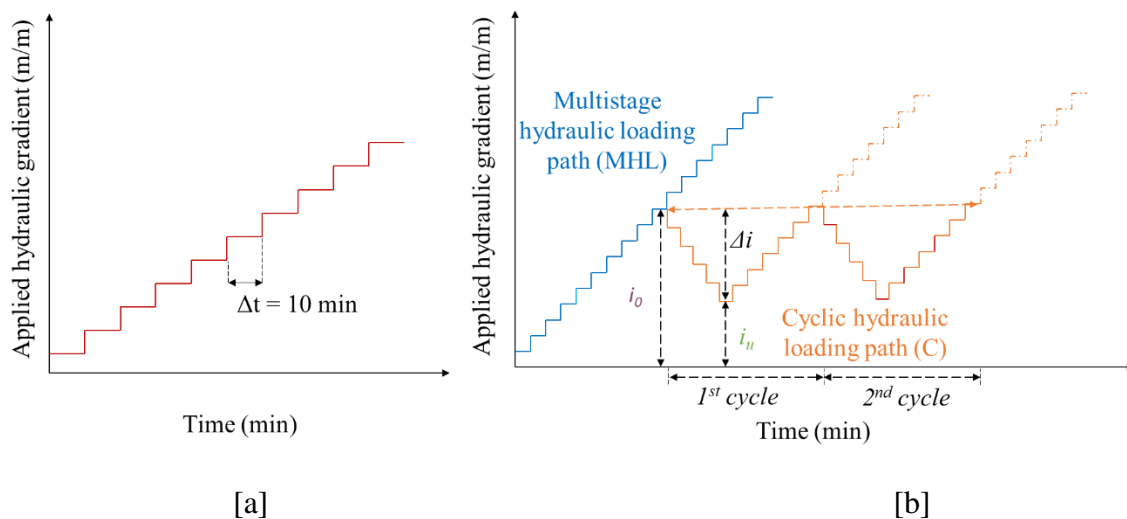 Applied hydraulic gradient (m/m)
Δt = 10 min
Time (min)
[a]
Applied hydraulic gradient (m/m)
Multistage
hydraulic loading
path (MHL)
Δi
i₀
iᵤ
Cyclic hydraulic
loading path (C)
1ˢᵗ cycle
2ⁿᵈ cycle
Time (min)
[b]